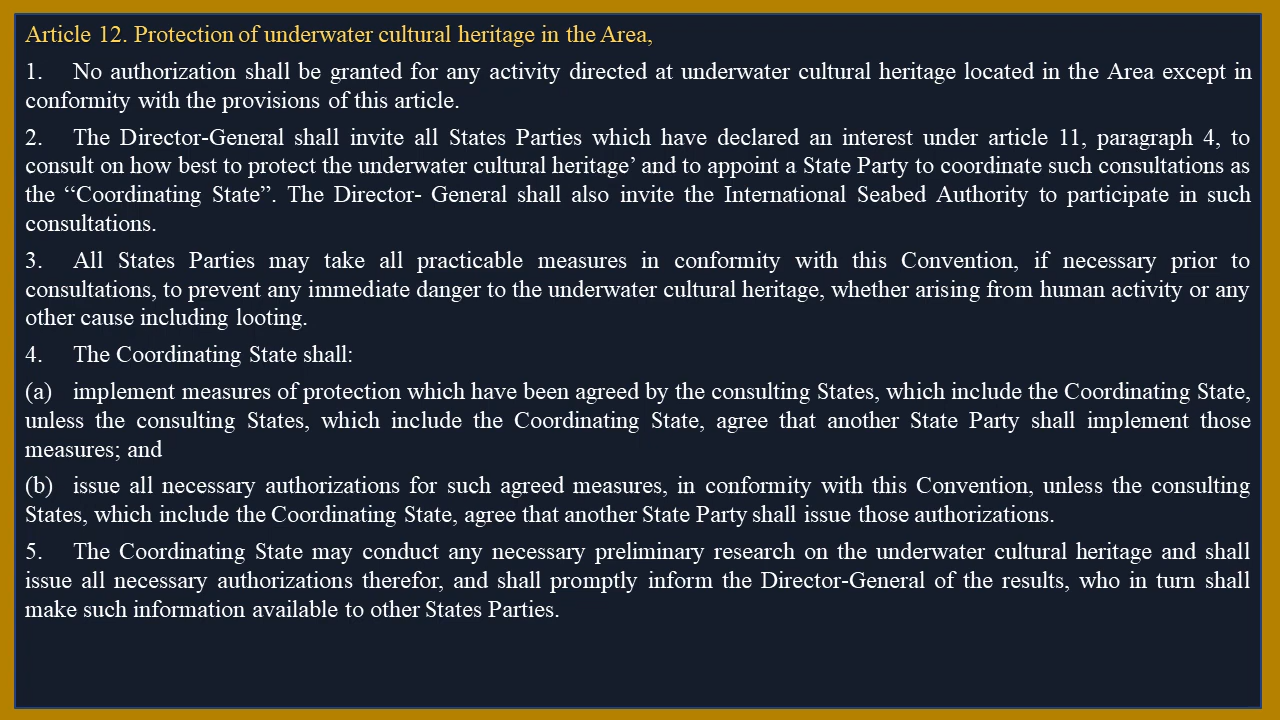 Article 12. Protection of underwater cultural heritage in the Area,
1. No authorization shall be granted for any activity directed at underwater cultural heritage located in the Area except in
conformity with the provisions of this article.
2. The Director-General shall invite all States Parties which have declared an interest under article 11, paragraph 4, to
consult on how best to protect the underwater cultural heritage’ and to appoint a State Party to coordinate such consultations as
the “Coordinating State”. The Director- General shall also invite the International Seabed Authority to participate in such
consultations.
3. All States Parties may take all practicable measures in conformity with this Convention, if necessary prior to
consultations, to prevent any immediate danger to the underwater cultural heritage, whether arising from human activity or any
other cause including looting.
4. The Coordinating State shall:
(a) implement measures of protection which have been agreed by the consulting States, which include the Coordinating State,
unless the consulting States, which include the Coordinating State, agree that another State Party shall implement those
measures; and
(b) issue all necessary authorizations for such agreed measures, in conformity with this Convention, unless the consulting
States, which include the Coordinating State, agree that another State Party shall issue those authorizations.
5. The Coordinating State may conduct any necessary preliminary research on the underwater cultural heritage and shall
issue all necessary authorizations therefor, and shall promptly inform the Director-General of the results, who in turn shall
make such information available to other States Parties.